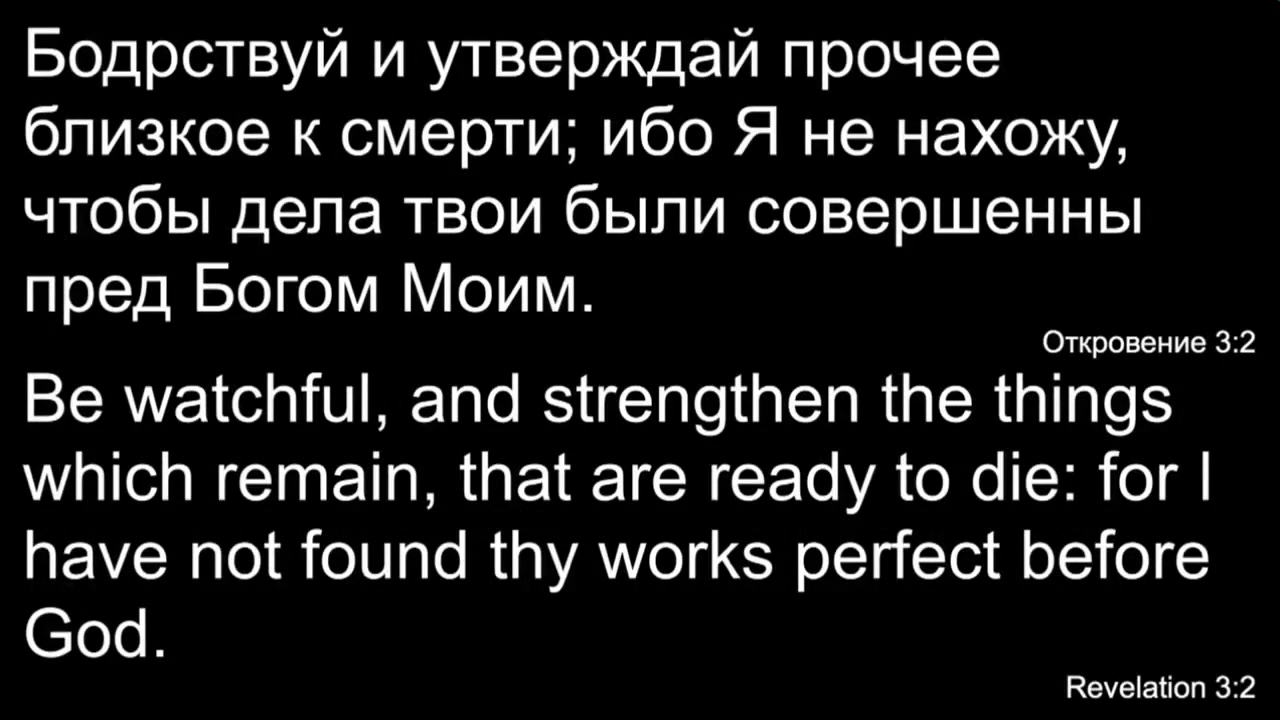 Бодрствуй и утверждай прочее
близкое к смерти; ибо Я не нахожу,
чтобы дела твои были совершенны
пред Богом Моим.
Откровение 3:2
Be watchful, and strengthen the things
which remain, that are ready to die: for I
have not found thy works perfect before
God.
Revelation 3:2